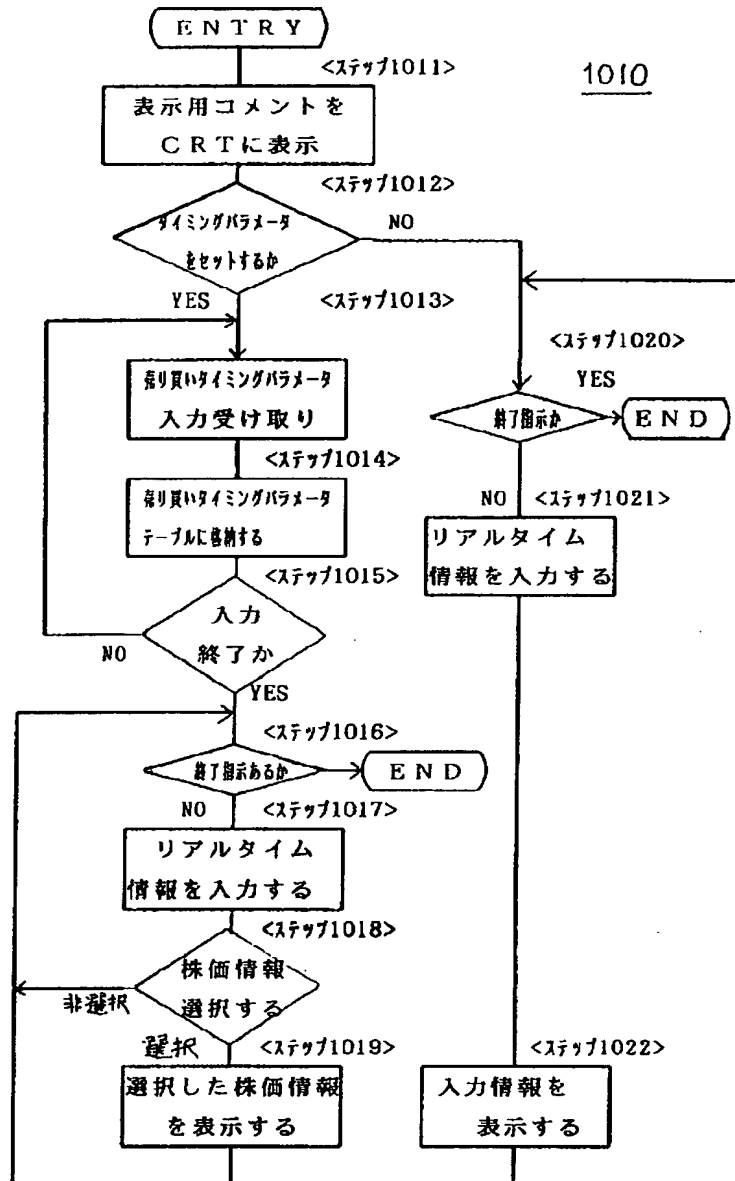 ENTRY
<ステップ1011>
1010
表示用コメントを
CRTに表示
<ステップ1012>
タイミングパラメータ
をセットするか
NO
YES
<ステップ1013>
売り買いタイミングパラメータ
入力受け取り
<ステップ1014>
売り買いタイミングパラメータ
テーブルに格納する
<ステップ1015>
入力
終了か
NO
YES
<ステップ1016>
終了指示あるか
END
NO
<ステップ1017>
リアルタイム
情報を入力する
<ステップ1018>
株価情報
選択する
非選択
選択
<ステップ1019>
選択した株価情報
を表示する
<ステップ1020>
YES
終了指示か
END
NO
<ステップ1021>
リアルタイム
情報を入力する
<ステップ1022>
入力情報を
表示する